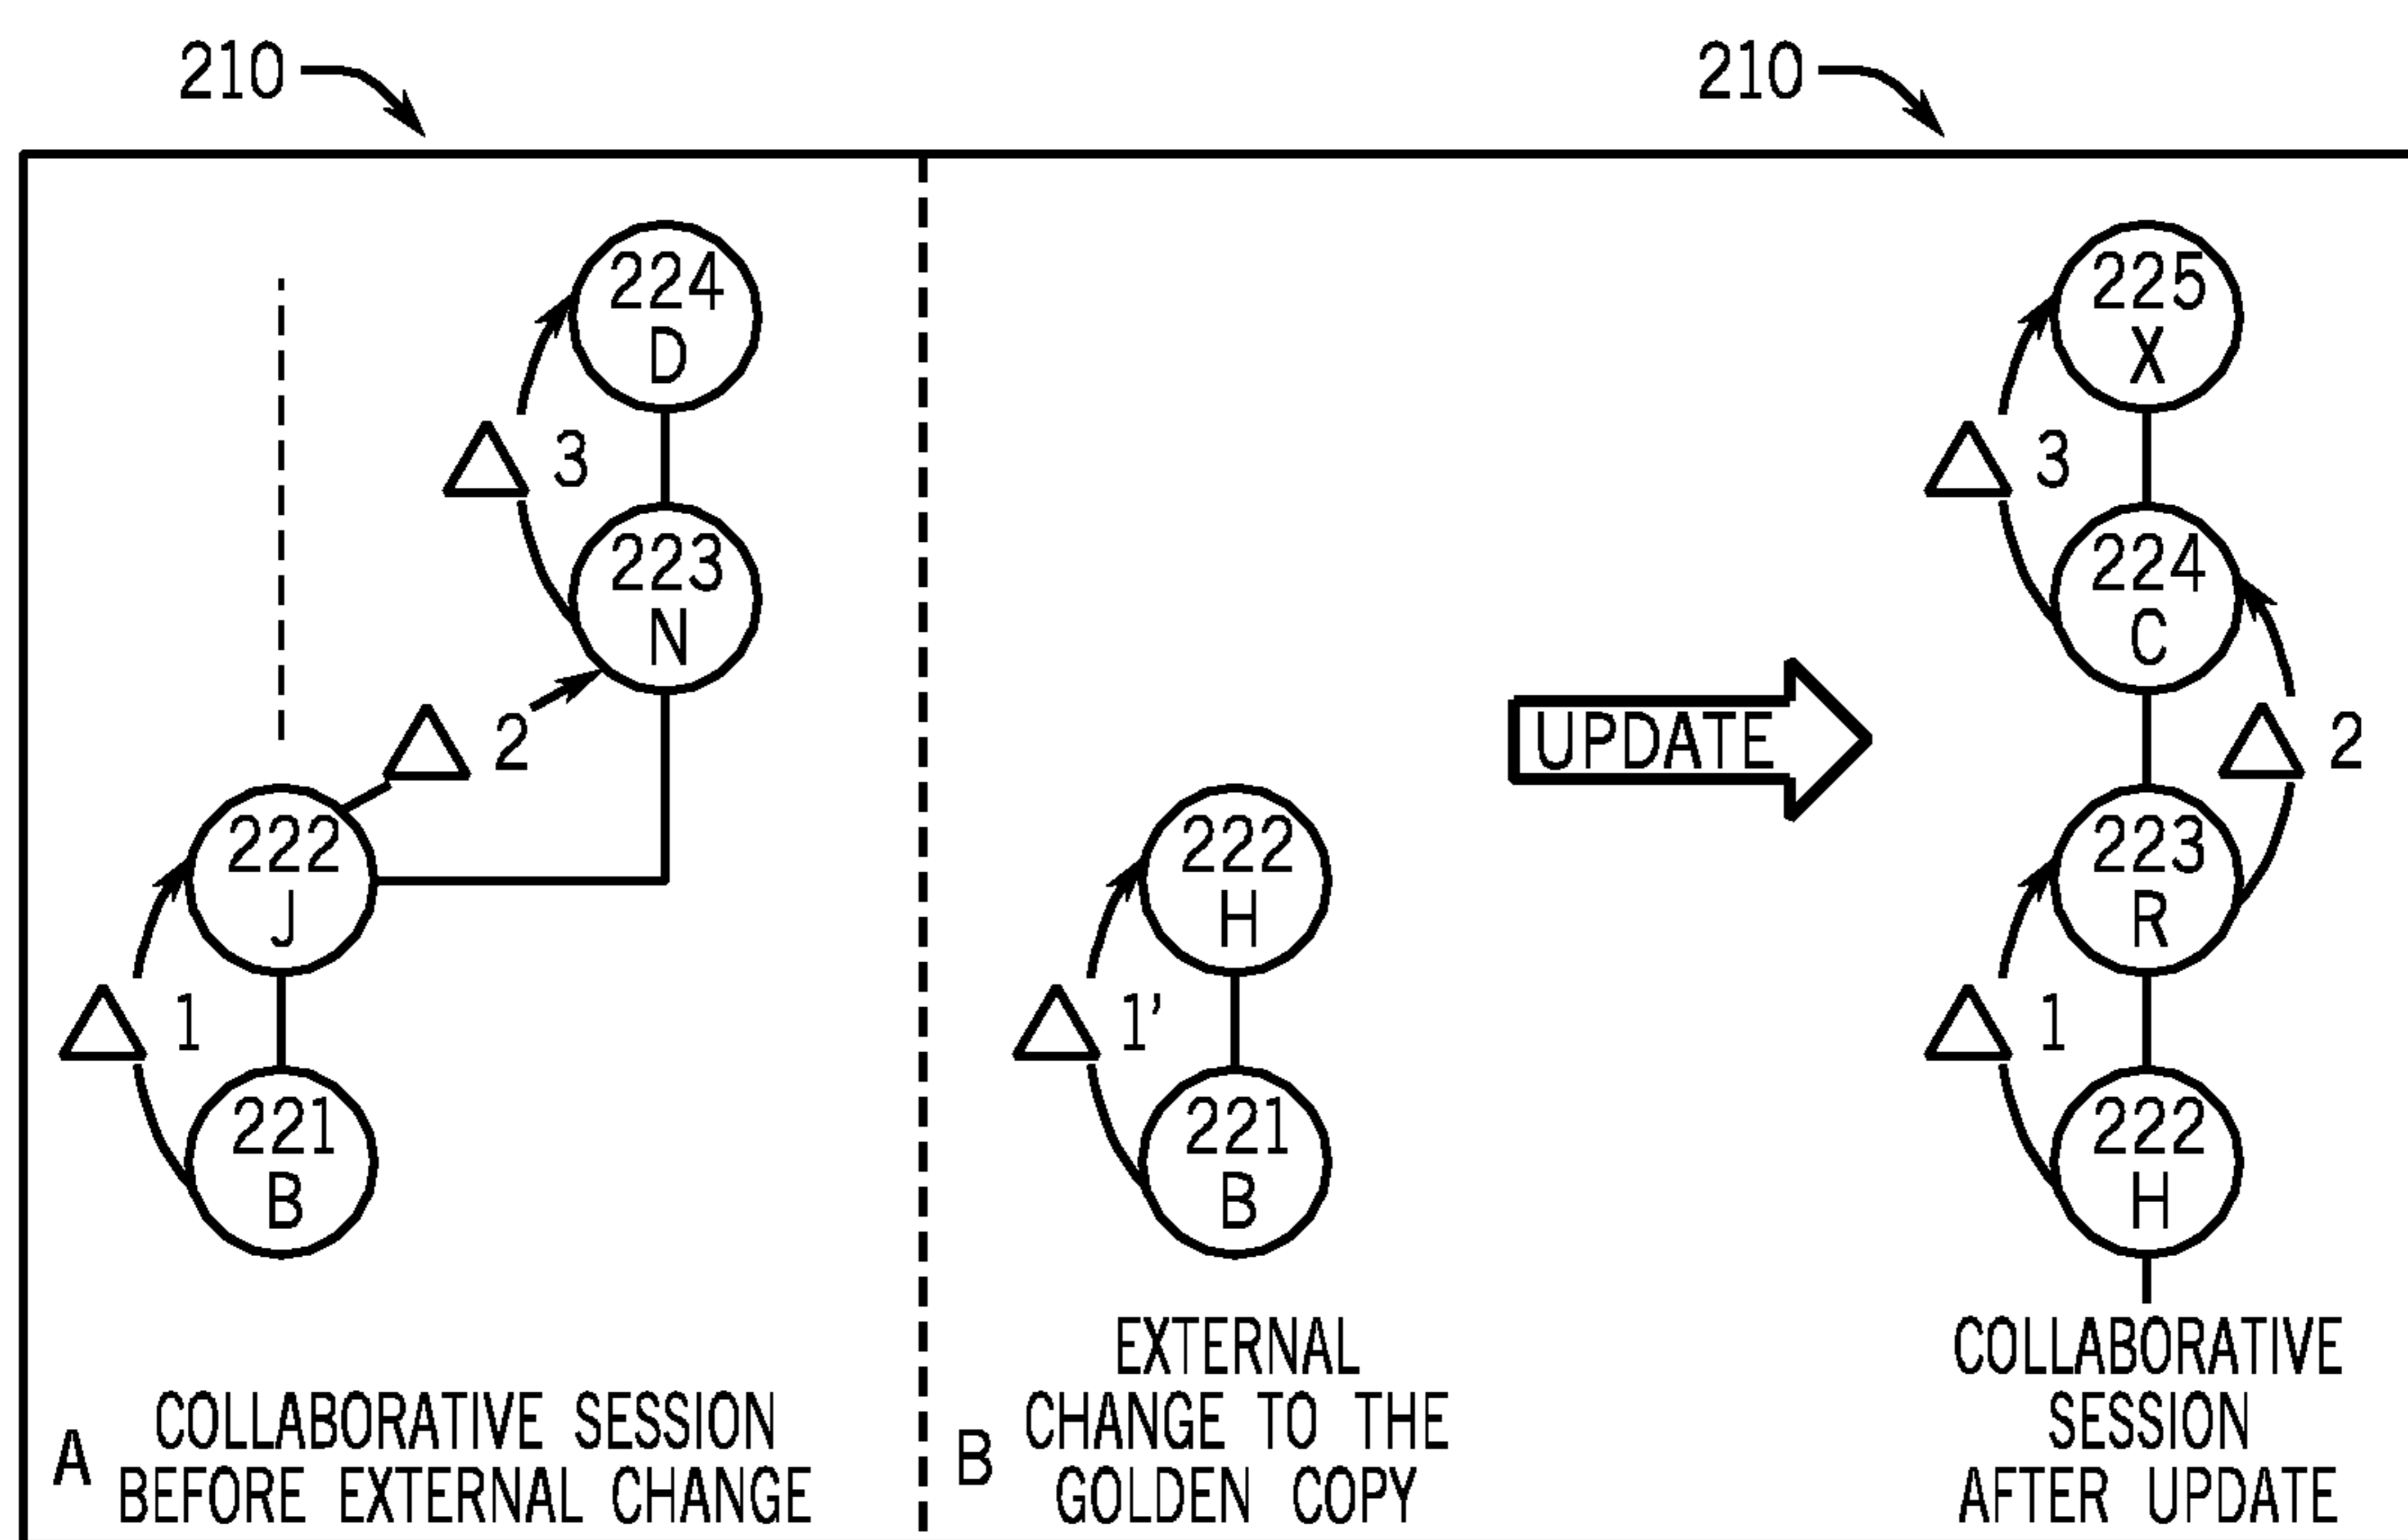 210
210
224
D
△ 3
223
N
△ 2
222
J
△ 1
221
B
A COLLABORATIVE SESSION
BEFORE EXTERNAL CHANGE
222
H
△ 1’
221
B
B EXTERNAL
CHANGE TO THE
GOLDEN COPY
UPDATE
225
X
△ 3
224
C
△ 2
223
R
△ 1
222
H
COLLABORATIVE
SESSION
AFTER UPDATE